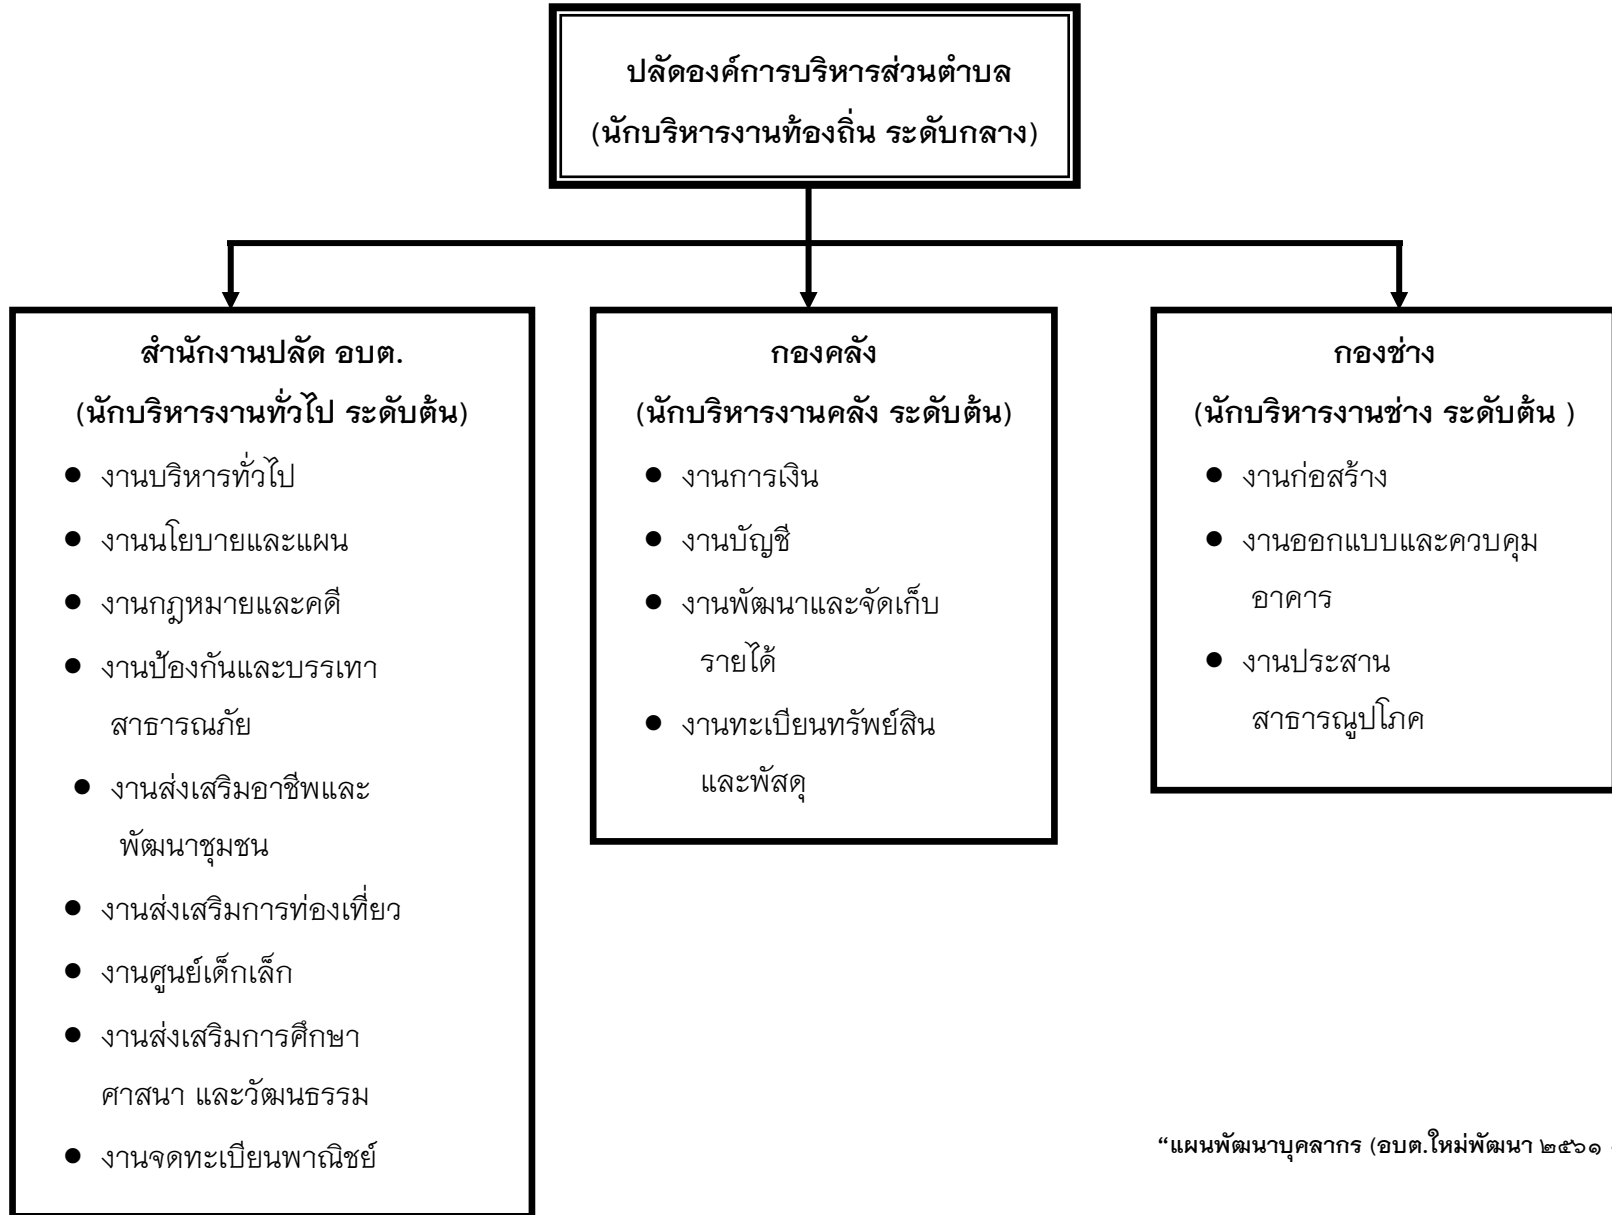 ปลัดองค์การบริหารส่วนตำบล
(นักบริหารงานท้องถิ่น ระดับกลาง)
สำนักงานปลัด อบต.
(นักบริหารงานทั่วไป ระดับต้น)
● งานบริหารทั่วไป
● งานนโยบายและแผน
● งานกฎหมายและคดี
● งานป้องกันและบรรเทา
สาธารณภัย
● งานส่งเสริมอาชีพและ
พัฒนาชุมชน
● งานส่งเสริมการท่องเที่ยว
● งานศูนย์เด็กเล็ก
● งานส่งเสริมการศึกษา
ศาสนา และวัฒนธรรม
● งานจดทะเบียนพาณิชย์
กองคลัง
(นักบริหารงานคลัง ระดับต้น)
● งานการเงิน
● งานบัญชี
● งานพัฒนาและจัดเก็บ
รายได้
● งานทะเบียนทรัพย์สิน
และพัสดุ
กองช่าง
(นักบริหารงานช่าง ระดับต้น )
● งานก่อสร้าง
● งานออกแบบและควบคุม
อาคาร
● งานประสาน
สาธารณูปโภค
“แผนพัฒนาบุคลากร (อบต.ใหม่พัฒนา ๒๕๖๑